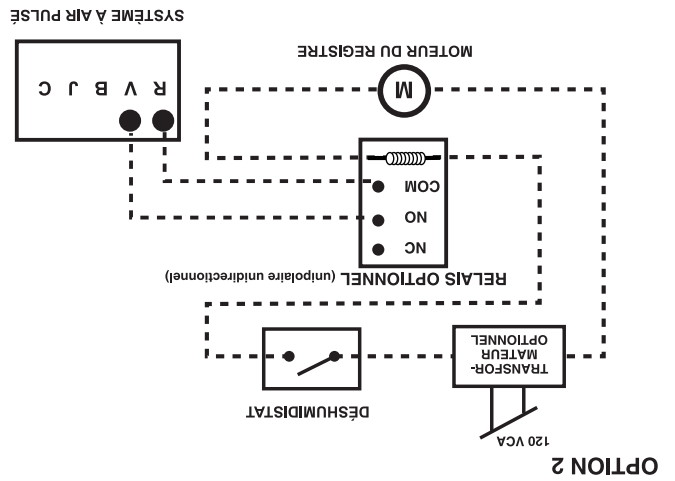 OPTION 2
120 VCA
TRANSFOR-
MATEUR
OPTIONNEL
DÉSHUMIDISTAT
RELAIS OPTIONNEL (unipolaire unidirectionnel)
NC
NO
COM
M
MOTEUR DU REGISTRE
R V B J C
SYSTÈME À AIR PULSÉ